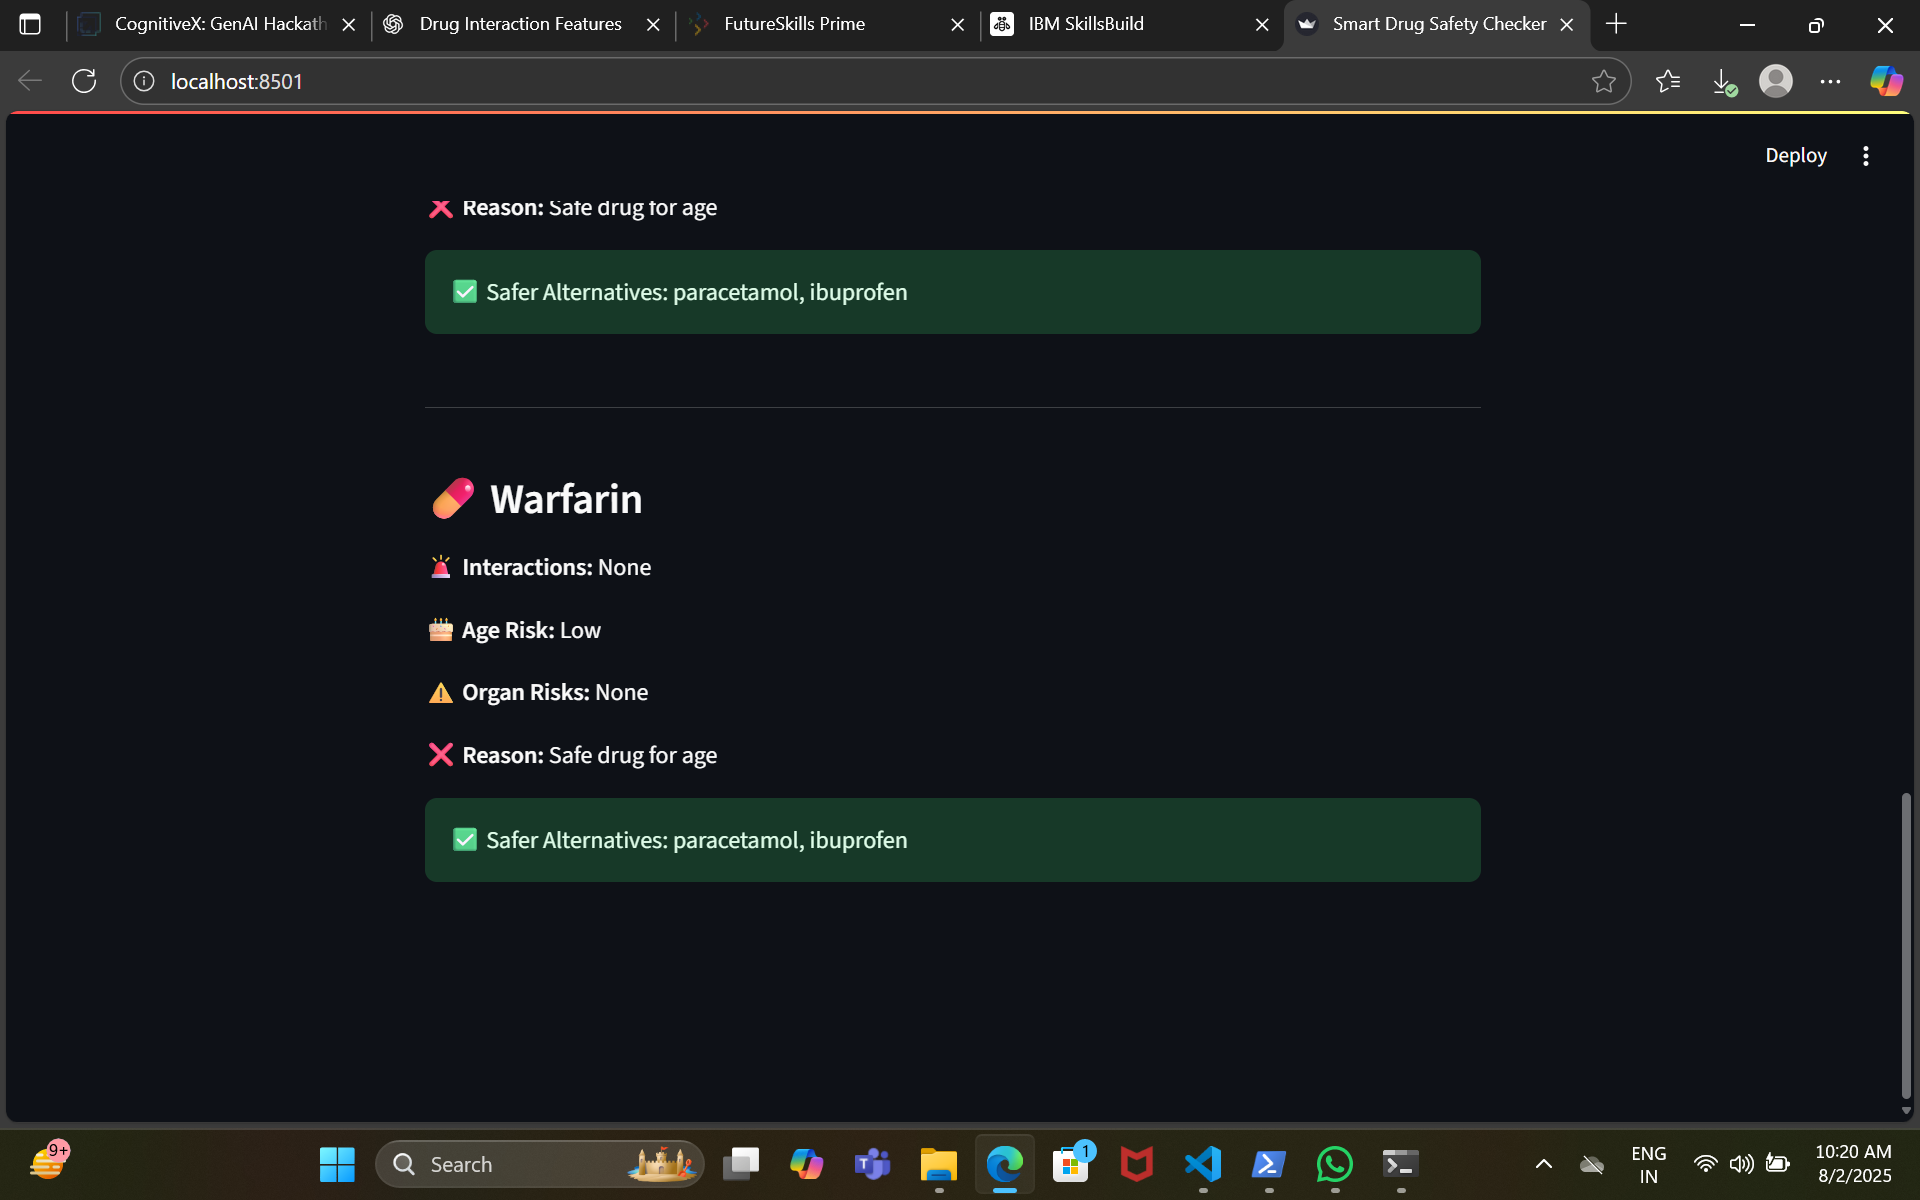 CognitiveX: GenAI Hackath
Drug Interaction Features
FutureSkills Prime
IBM SkillsBuild
Smart Drug Safety Checker
localhost:8501
Deploy
❌ Reason: Safe drug for age
✅ Safer Alternatives: paracetamol, ibuprofen
💊 Warfarin
🚨 Interactions: None
🎂 Age Risk: Low
⚠️ Organ Risks: None
❌ Reason: Safe drug for age
✅ Safer Alternatives: paracetamol, ibuprofen
9+
Search
1
ENG
IN
10:20 AM
8/2/2025